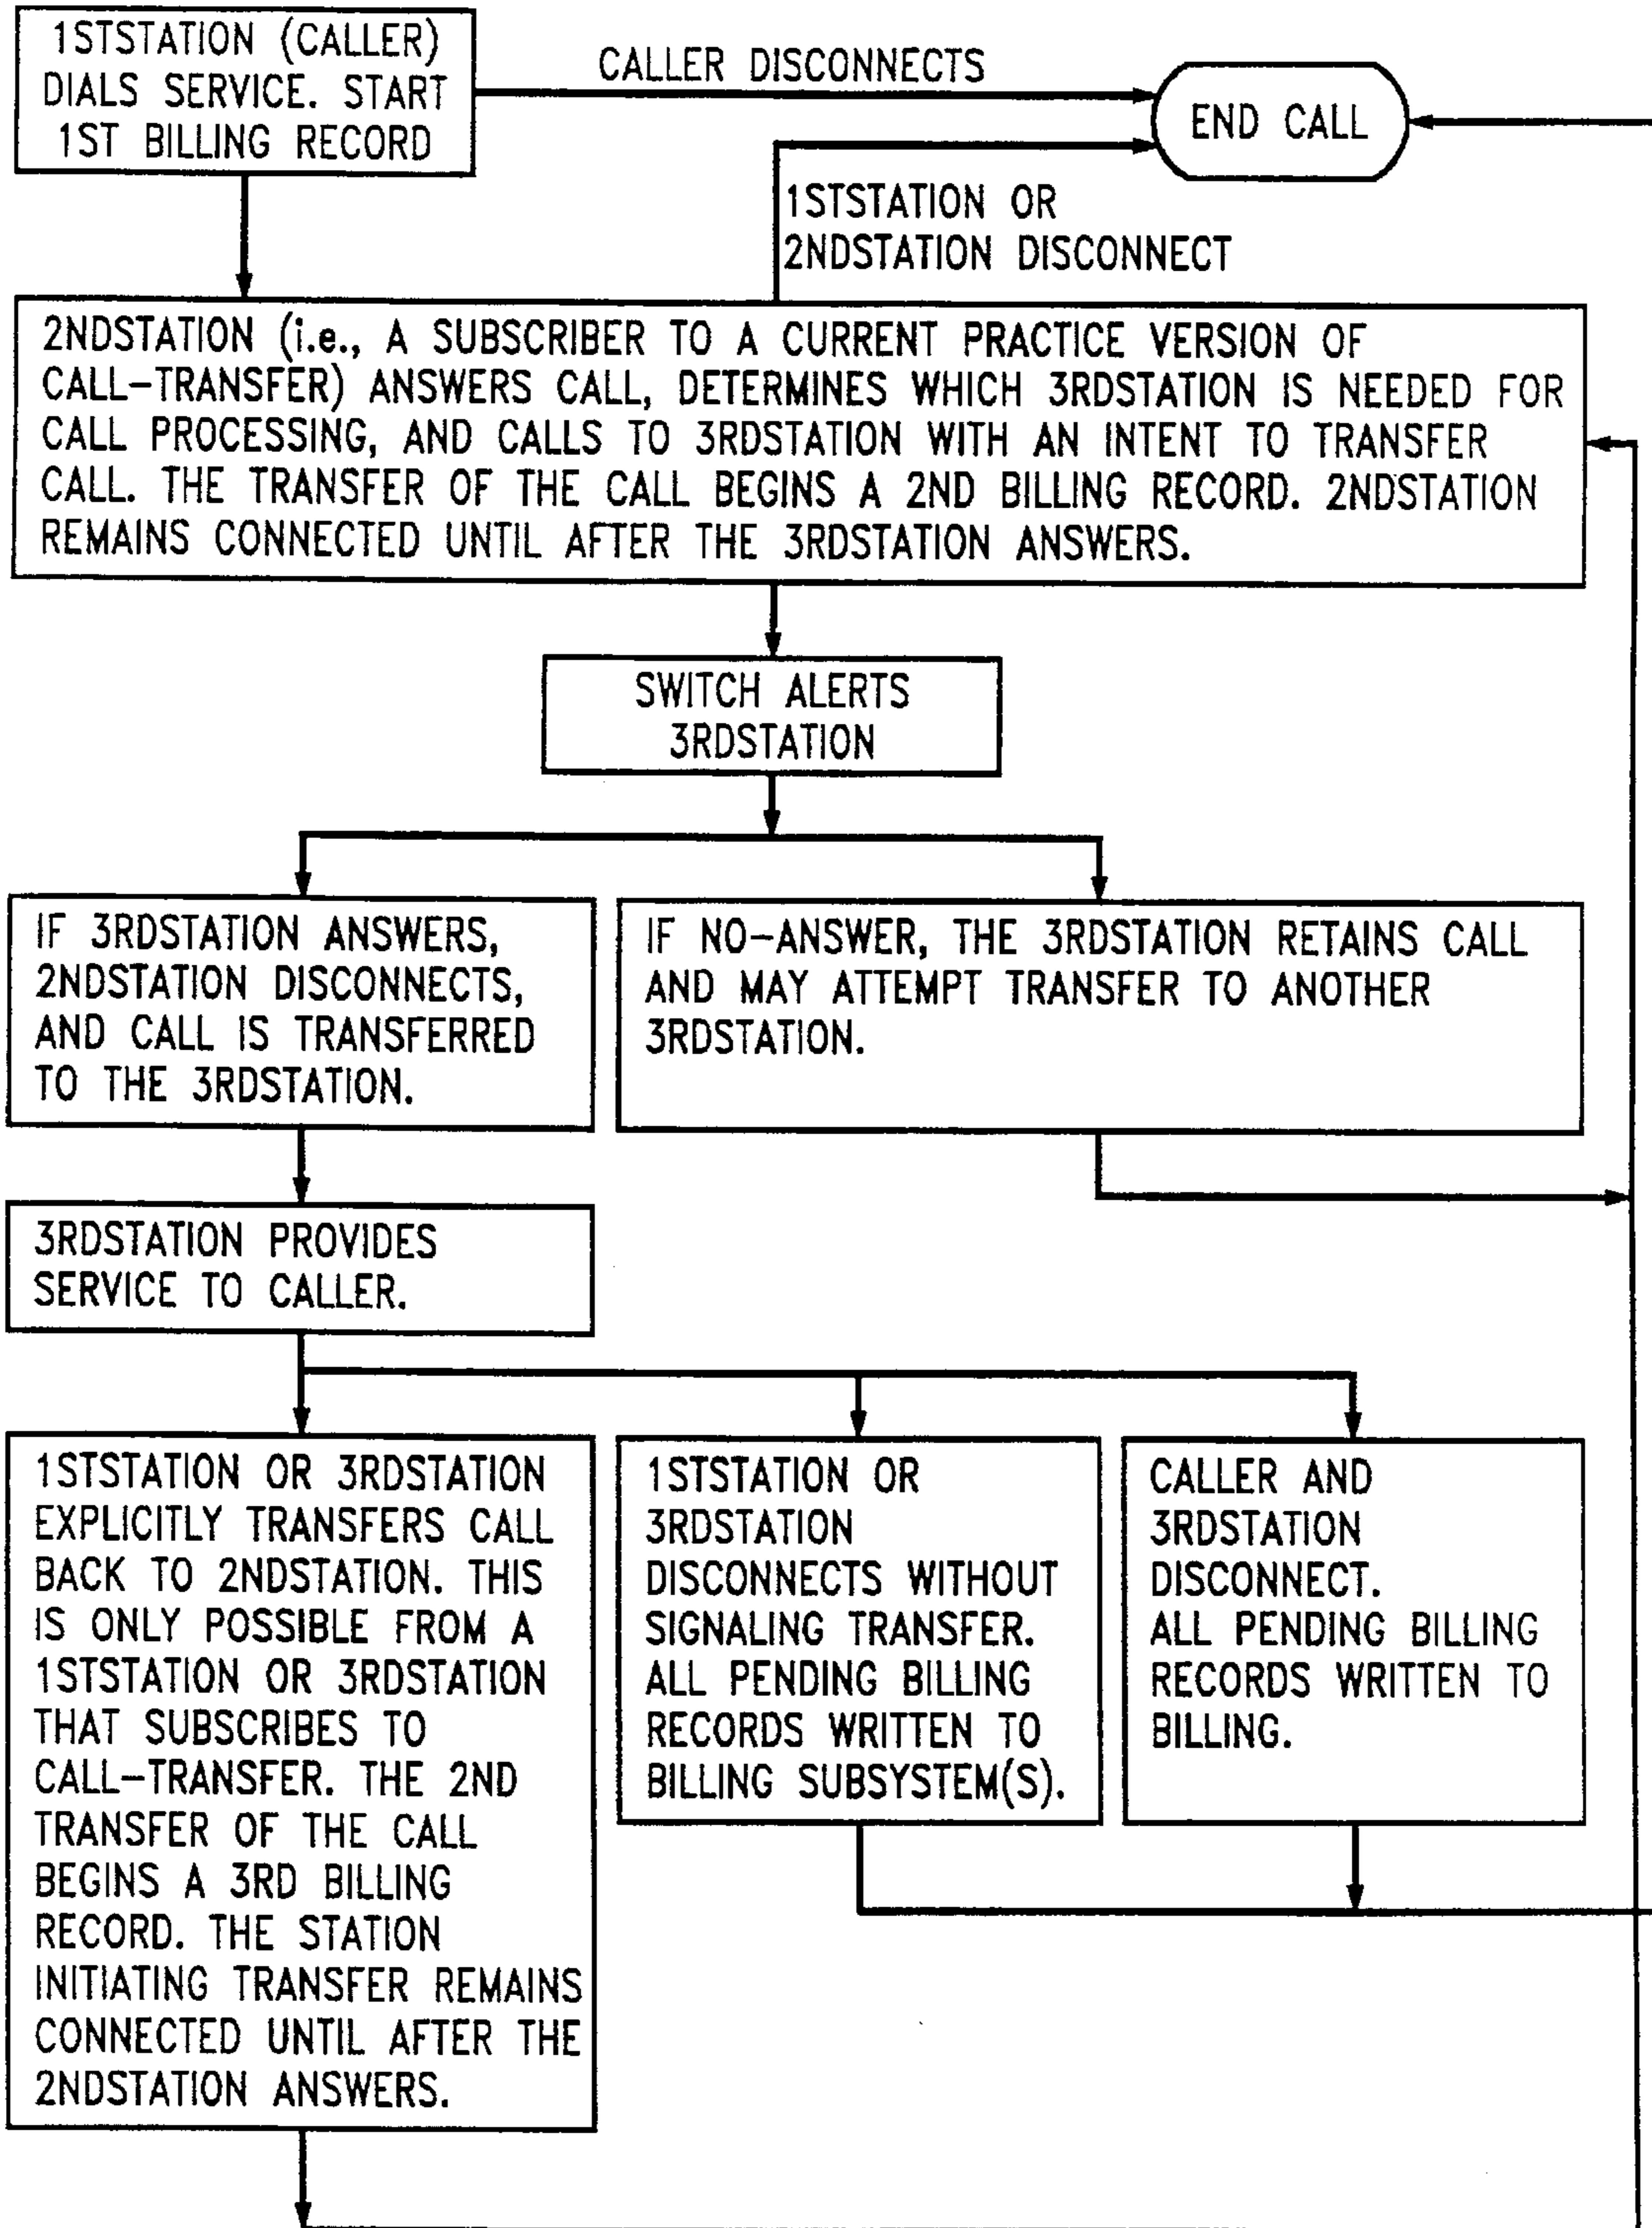 1STSTATION (CALLER)
DIALS SERVICE. START
1ST BILLING RECORD
CALLER DISCONNECTS
END CALL
1STSTATION OR
2NDSTATION DISCONNECT
2NDSTATION (i.e., A SUBSCRIBER TO A CURRENT PRACTICE VERSION OF
CALL-TRANSFER) ANSWERS CALL, DETERMINES WHICH 3RDSTATION IS NEEDED FOR
CALL PROCESSING, AND CALLS TO 3RDSTATION WITH AN INTENT TO TRANSFER
CALL. THE TRANSFER OF THE CALL BEGINS A 2ND BILLING RECORD. 2NDSTATION
REMAINS CONNECTED UNTIL AFTER THE 3RDSTATION ANSWERS.
SWITCH ALERTS
3RDSTATION
IF 3RDSTATION ANSWERS,
2NDSTATION DISCONNECTS,
AND CALL IS TRANSFERRED
TO THE 3RDSTATION.
IF NO-ANSWER, THE 3RDSTATION RETAINS CALL
AND MAY ATTEMPT TRANSFER TO ANOTHER
3RDSTATION.
3RDSTATION PROVIDES
SERVICE TO CALLER.
1STSTATION OR 3RDSTATION
EXPLICITLY TRANSFERS CALL
BACK TO 2NDSTATION. THIS
IS ONLY POSSIBLE FROM A
1STSTATION OR 3RDSTATION
THAT SUBSCRIBES TO
CALL-TRANSFER. THE 2ND
TRANSFER OF THE CALL
BEGINS A 3RD BILLING
RECORD. THE STATION
INITIATING TRANSFER REMAINS
CONNECTED UNTIL AFTER THE
2NDSTATION ANSWERS.
1STSTATION OR
3RDSTATION
DISCONNECTS WITHOUT
SIGNALING TRANSFER.
ALL PENDING BILLING
RECORDS WRITTEN TO
BILLING SUBSYSTEM(S).
CALLER AND
3RDSTATION
DISCONNECT.
ALL PENDING BILLING
RECORDS WRITTEN TO
BILLING.